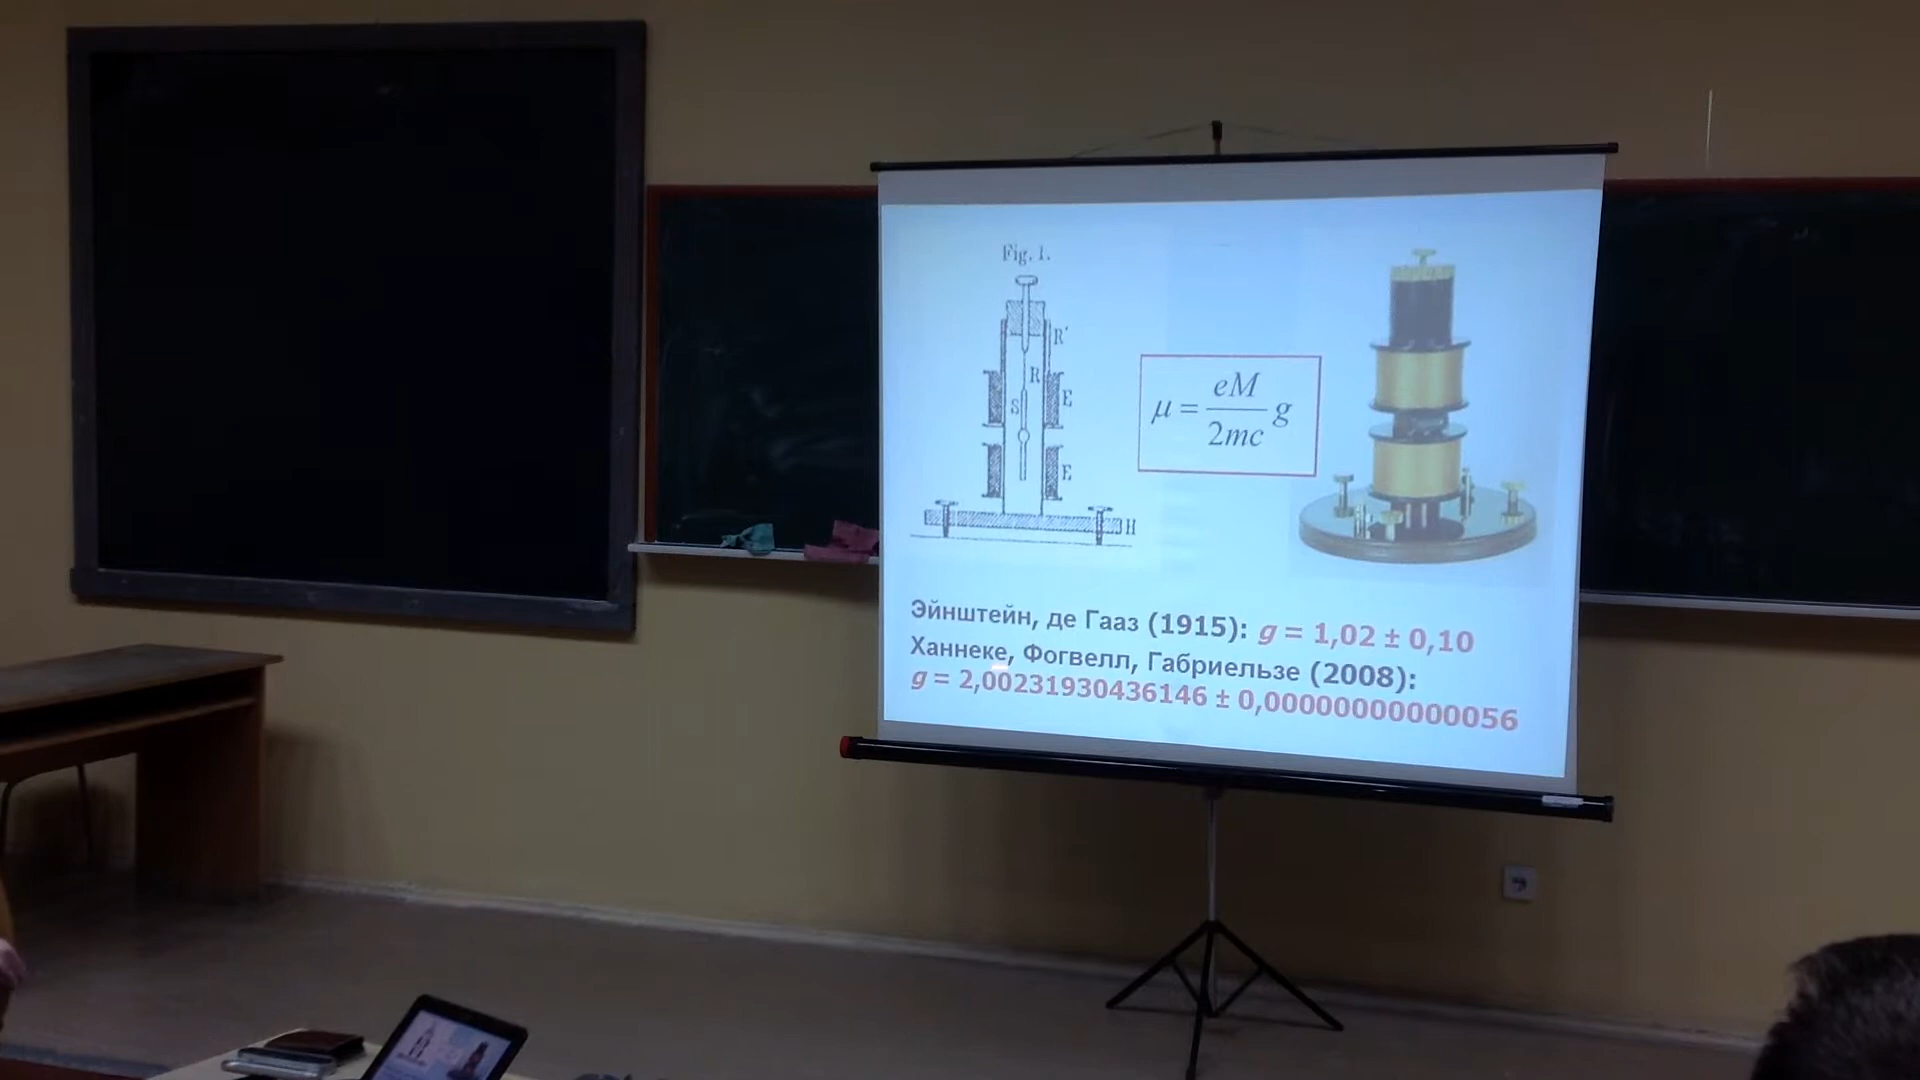 Fig. 1.
R'
R
S
E
E
H
μ = eM / 2mc g
Эйнштейн, де Гааз (1915): g = 1,02 ± 0,10
Ханнеке, Фогвелл, Габриельзе (2008):
g = 2,00231930436146 ± 0,00000000000056